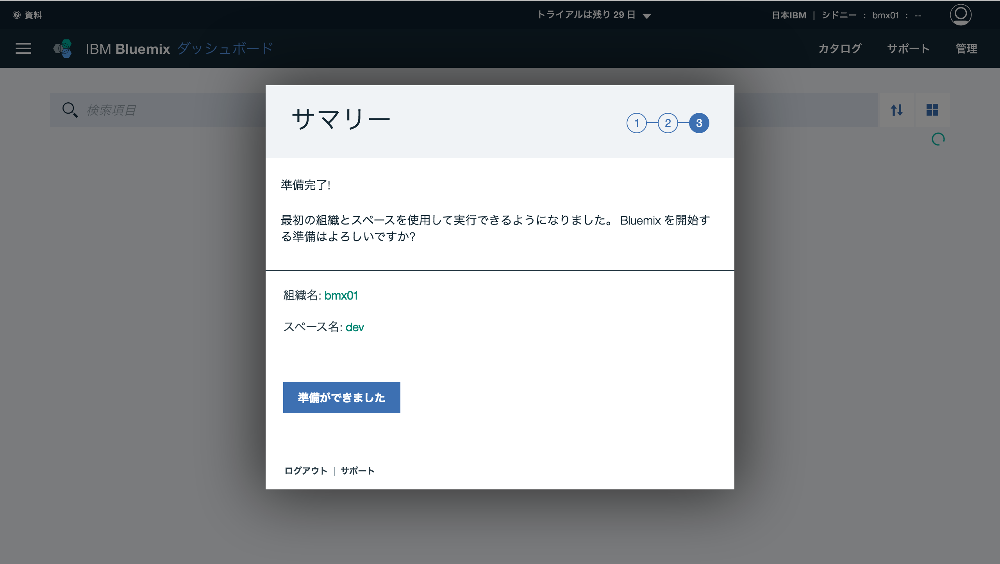 資料
トライアルは残り 29 日
日本IBM | シドニー : bmx01 : --
IBM Bluemix ダッシュボード
カタログ
サポート
管理
検索項目
サマリー
1
2
3
準備完了!
最初の組織とスペースを使用して実行できるようになりました。 Bluemix を開始す
る準備はよろしいですか?
組織名: bmx01
スペース名: dev
準備ができました
ログアウト | サポート